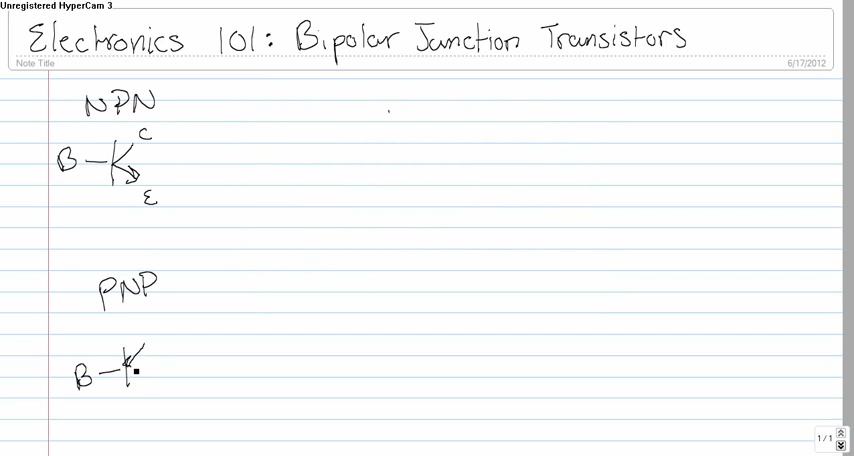 Unregistered HyperCam 3
Electronics 101: Bipolar Junction Transistors
Note Title
6/17/2012
NPN
C
B
E
PNP
B
1 / 1